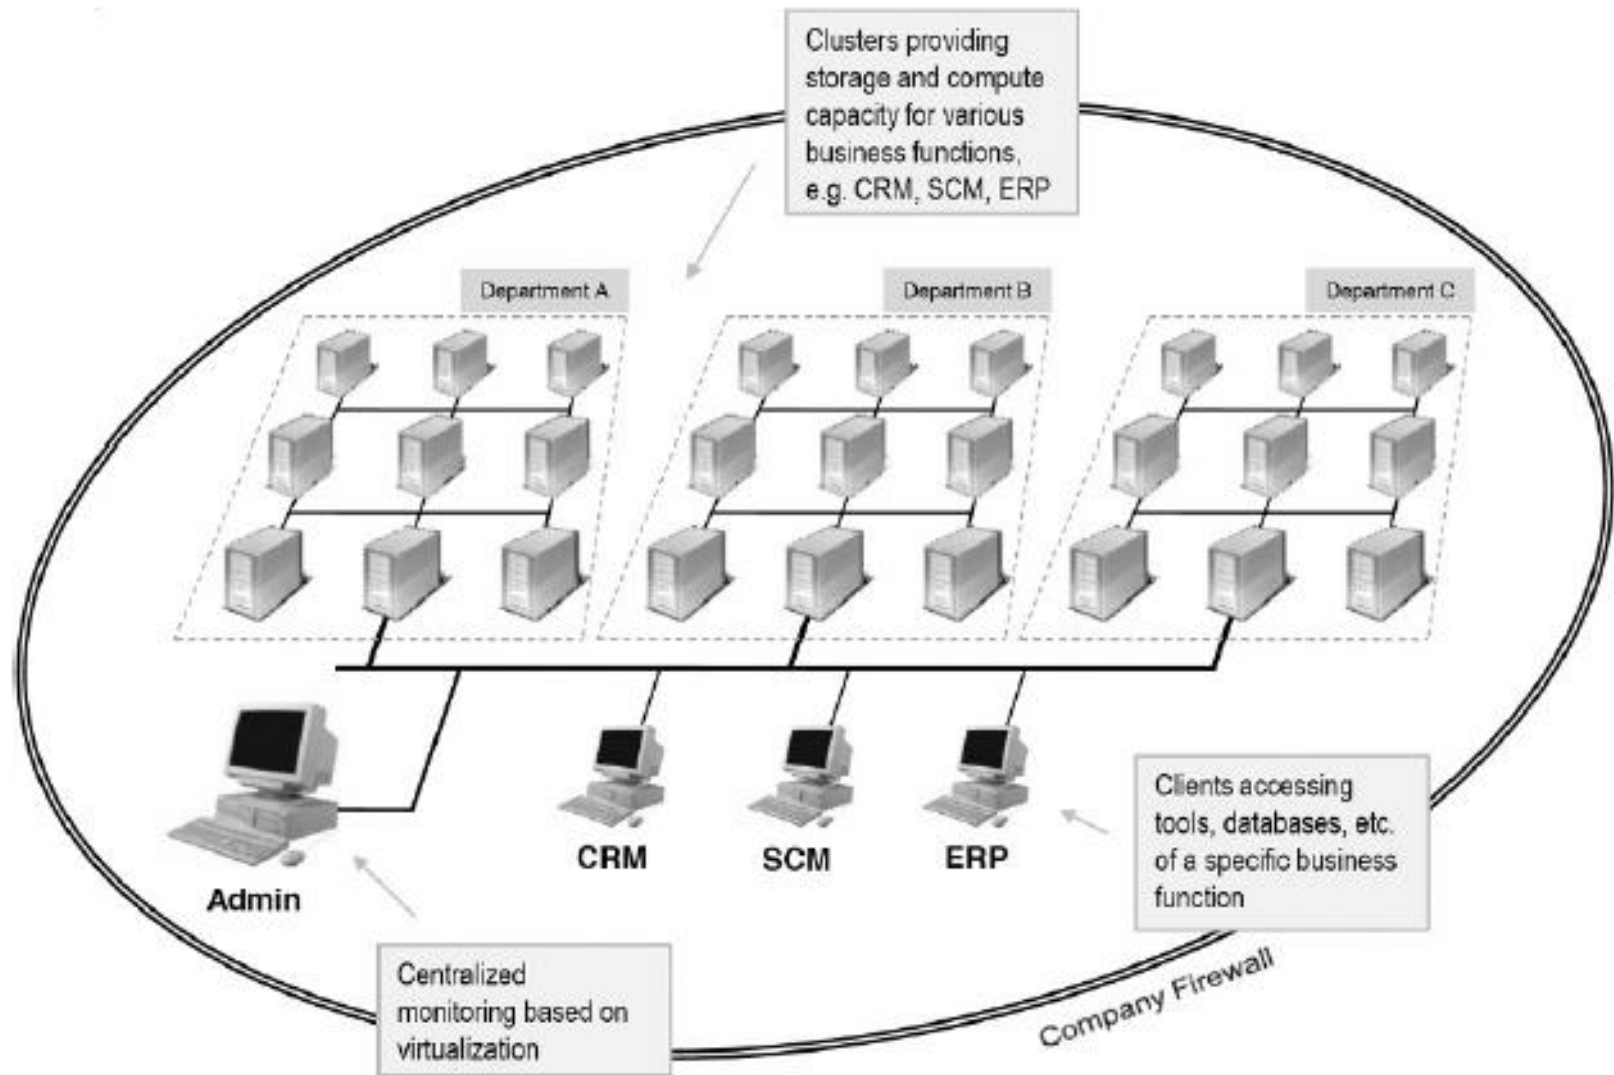 Clusters providing
storage and compute
capacity for various
business functions,
e.g. CRM, SCM, ERP
Department A
Department B
Department C
CRM
SCM
ERP
Admin
Clients accessing
tools, databases, etc.
of a specific business
function
Centralized
monitoring based on
virtualization
Company Firewall